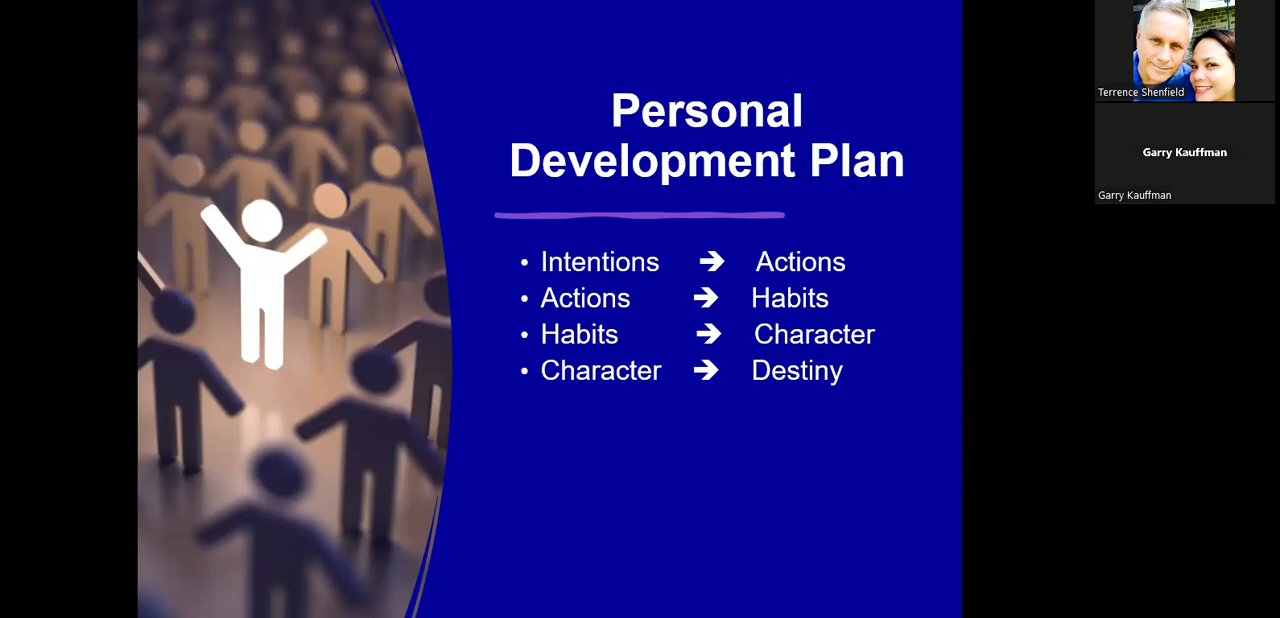 Personal
Development Plan
• Intentions ➔ Actions
• Actions ➔ Habits
• Habits ➔ Character
• Character ➔ Destiny
Terrence Shenfield
Garry Kauffman
Garry Kauffman